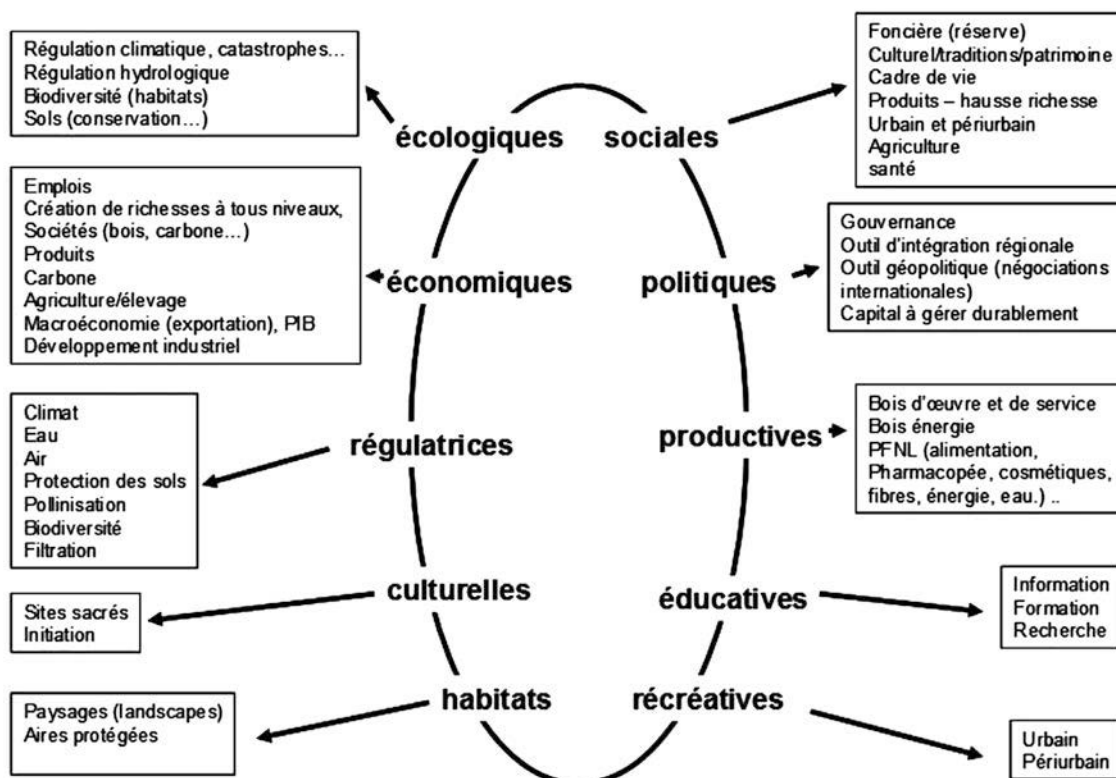 Régulation climatique, catastrophes…
Régulation hydrologique
Biodiversité (habitats)
Sols (conservation…)
écologiques
Emplois
Création de richesses à tous niveaux,
Sociétés (bois, carbone…)
Produits
Carbone
Agriculture/élevage
Macroéconomie (exportation), PIB
Développement industriel
économiques
Climat
Eau
Air
Protection des sols
Pollinisation
Biodiversité
Filtration
régulatrices
Sites sacrés
Initiation
culturelles
Paysages (landscapes)
Aires protégées
habitats
sociales
Foncière (réserve)
Culturel/traditions/patrimoine
Cadre de vie
Produits – hausse richesse
Urbain et périurbain
Agriculture
santé
politiques
Gouvernance
Outil d'intégration régionale
Outil géopolitique (négociations
internationales)
Capital à gérer durablement
productives
Bois d'œuvre et de service
Bois énergie
PFNL (alimentation,
Pharmacopée, cosmétiques,
fibres, énergie, eau.) ..
éducatives
Information
Formation
Recherche
récréatives
Urbain
Périurbain